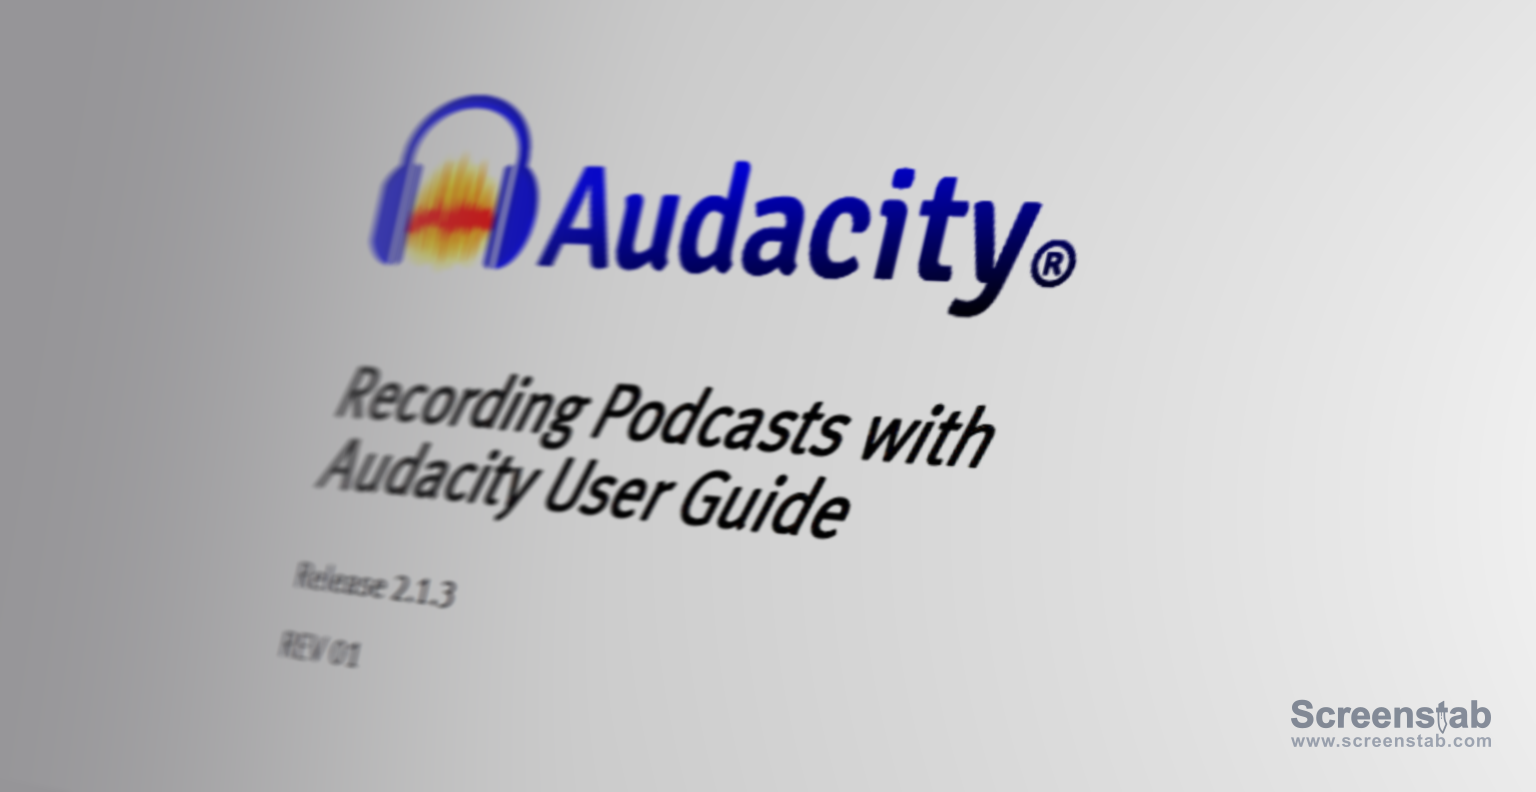 Audacity®
Recording Podcasts with
Audacity User Guide
Release 2.1.3
REV 01
Screenstab
www.screenstab.com